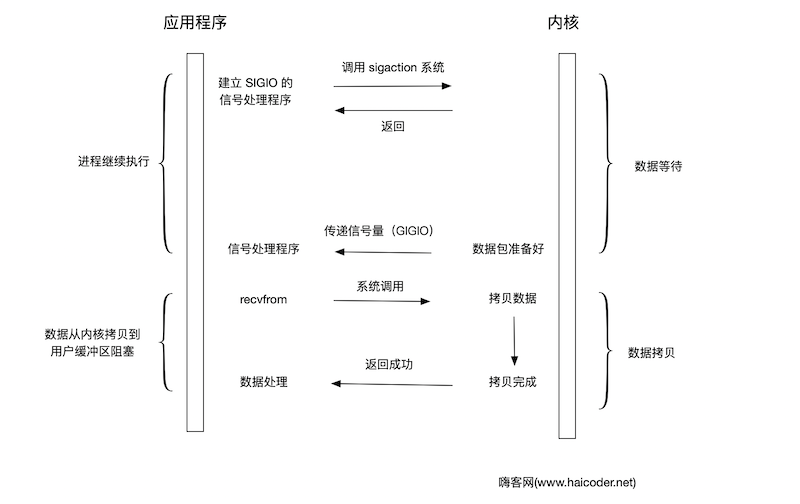 应用程序
内核
调用 sigaction 系统
建立 SIGIO 的
信号处理程序
返回
进程继续执行
数据等待
传递信号量（GIGIO）
信号处理程序
数据包准备好
系统调用
recvfrom
拷贝数据
数据从内核拷贝到
用户缓冲区阻塞
数据拷贝
返回成功
数据处理
拷贝完成
嗨客网(www.haicoder.net)